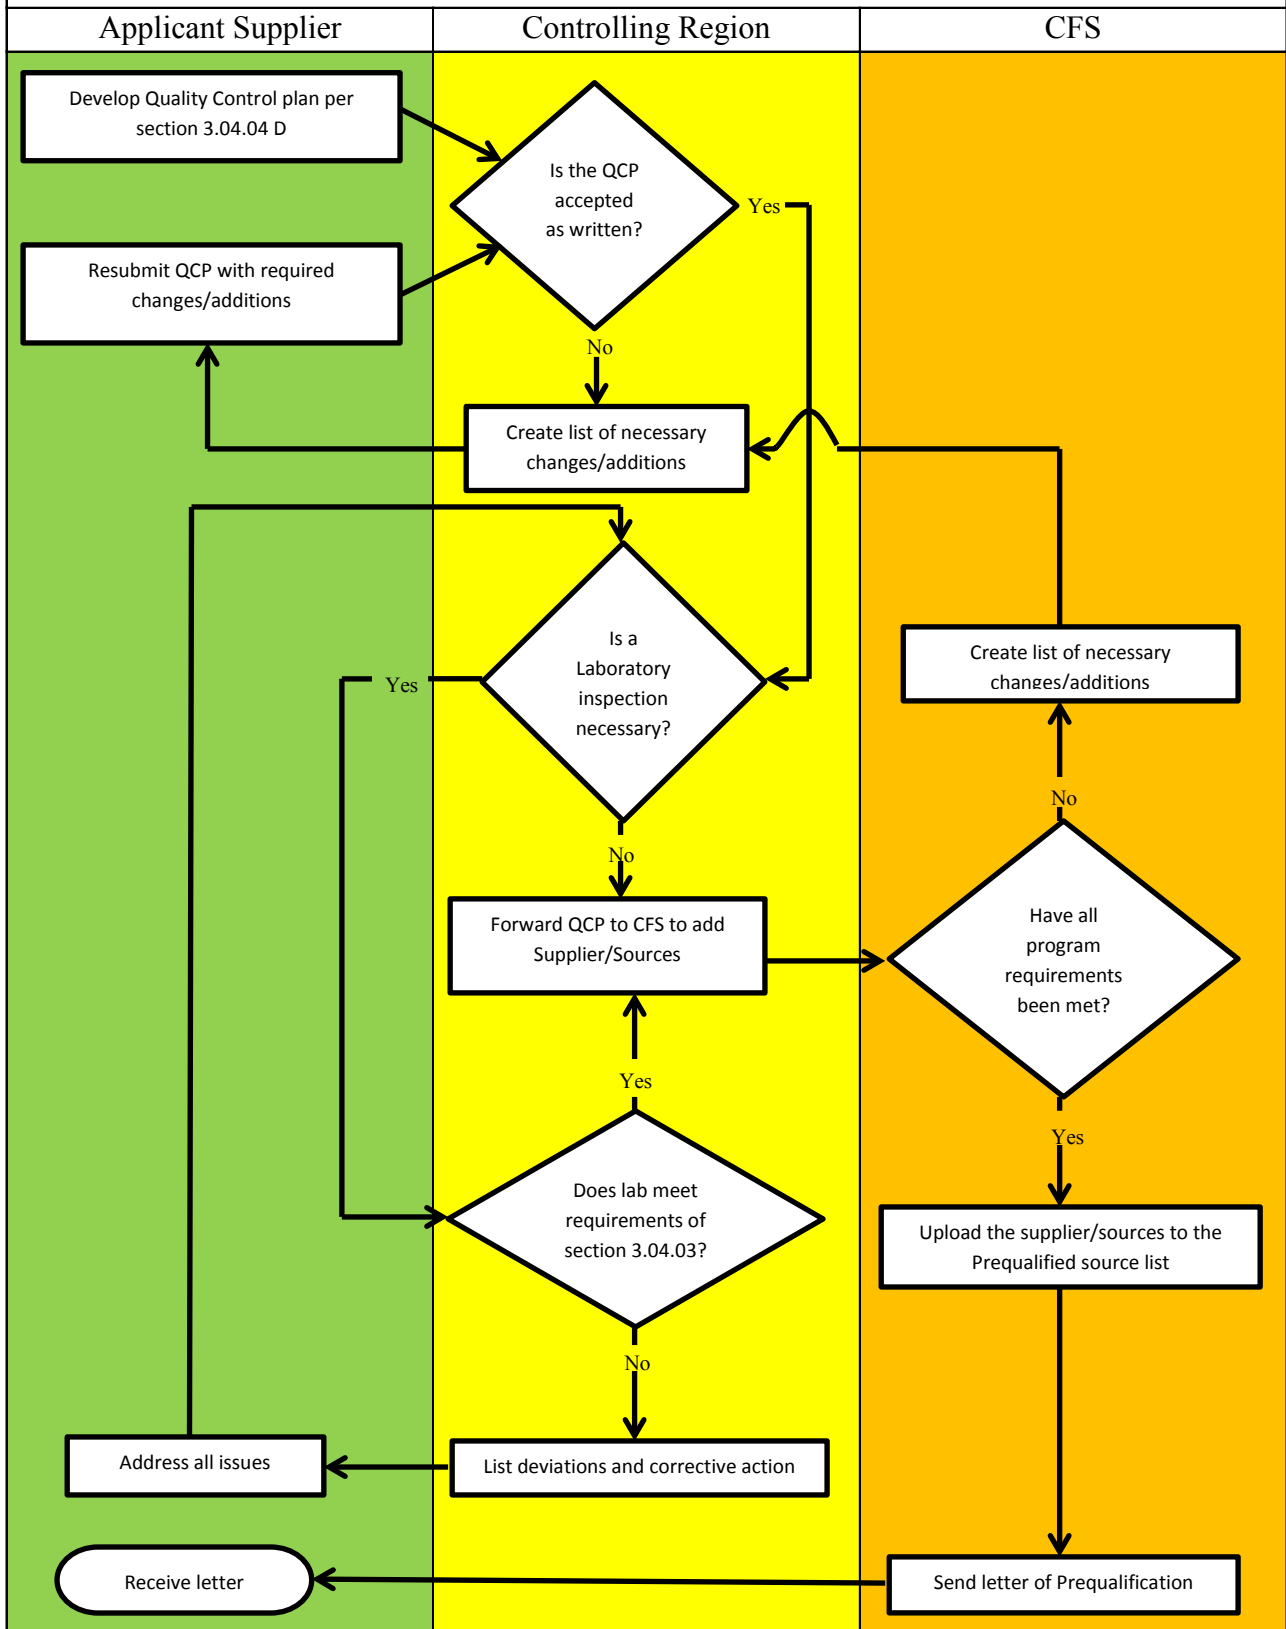 Applicant Supplier
Controlling Region
CFS
Develop Quality Control plan per
section 3.04.04 D
Is the QCP
accepted
as written?
Yes
Resubmit QCP with required
changes/additions
No
Create list of necessary
changes/additions
Is a
Laboratory
inspection
necessary?
Yes
Create list of necessary
changes/additions
No
No
Forward QCP to CFS to add
Supplier/Sources
Have all
program
requirements
been met?
Yes
Yes
Does lab meet
requirements of
section 3.04.03?
Upload the supplier/sources to the
Prequalified source list
No
Address all issues
List deviations and corrective action
Receive letter
Send letter of Prequalification